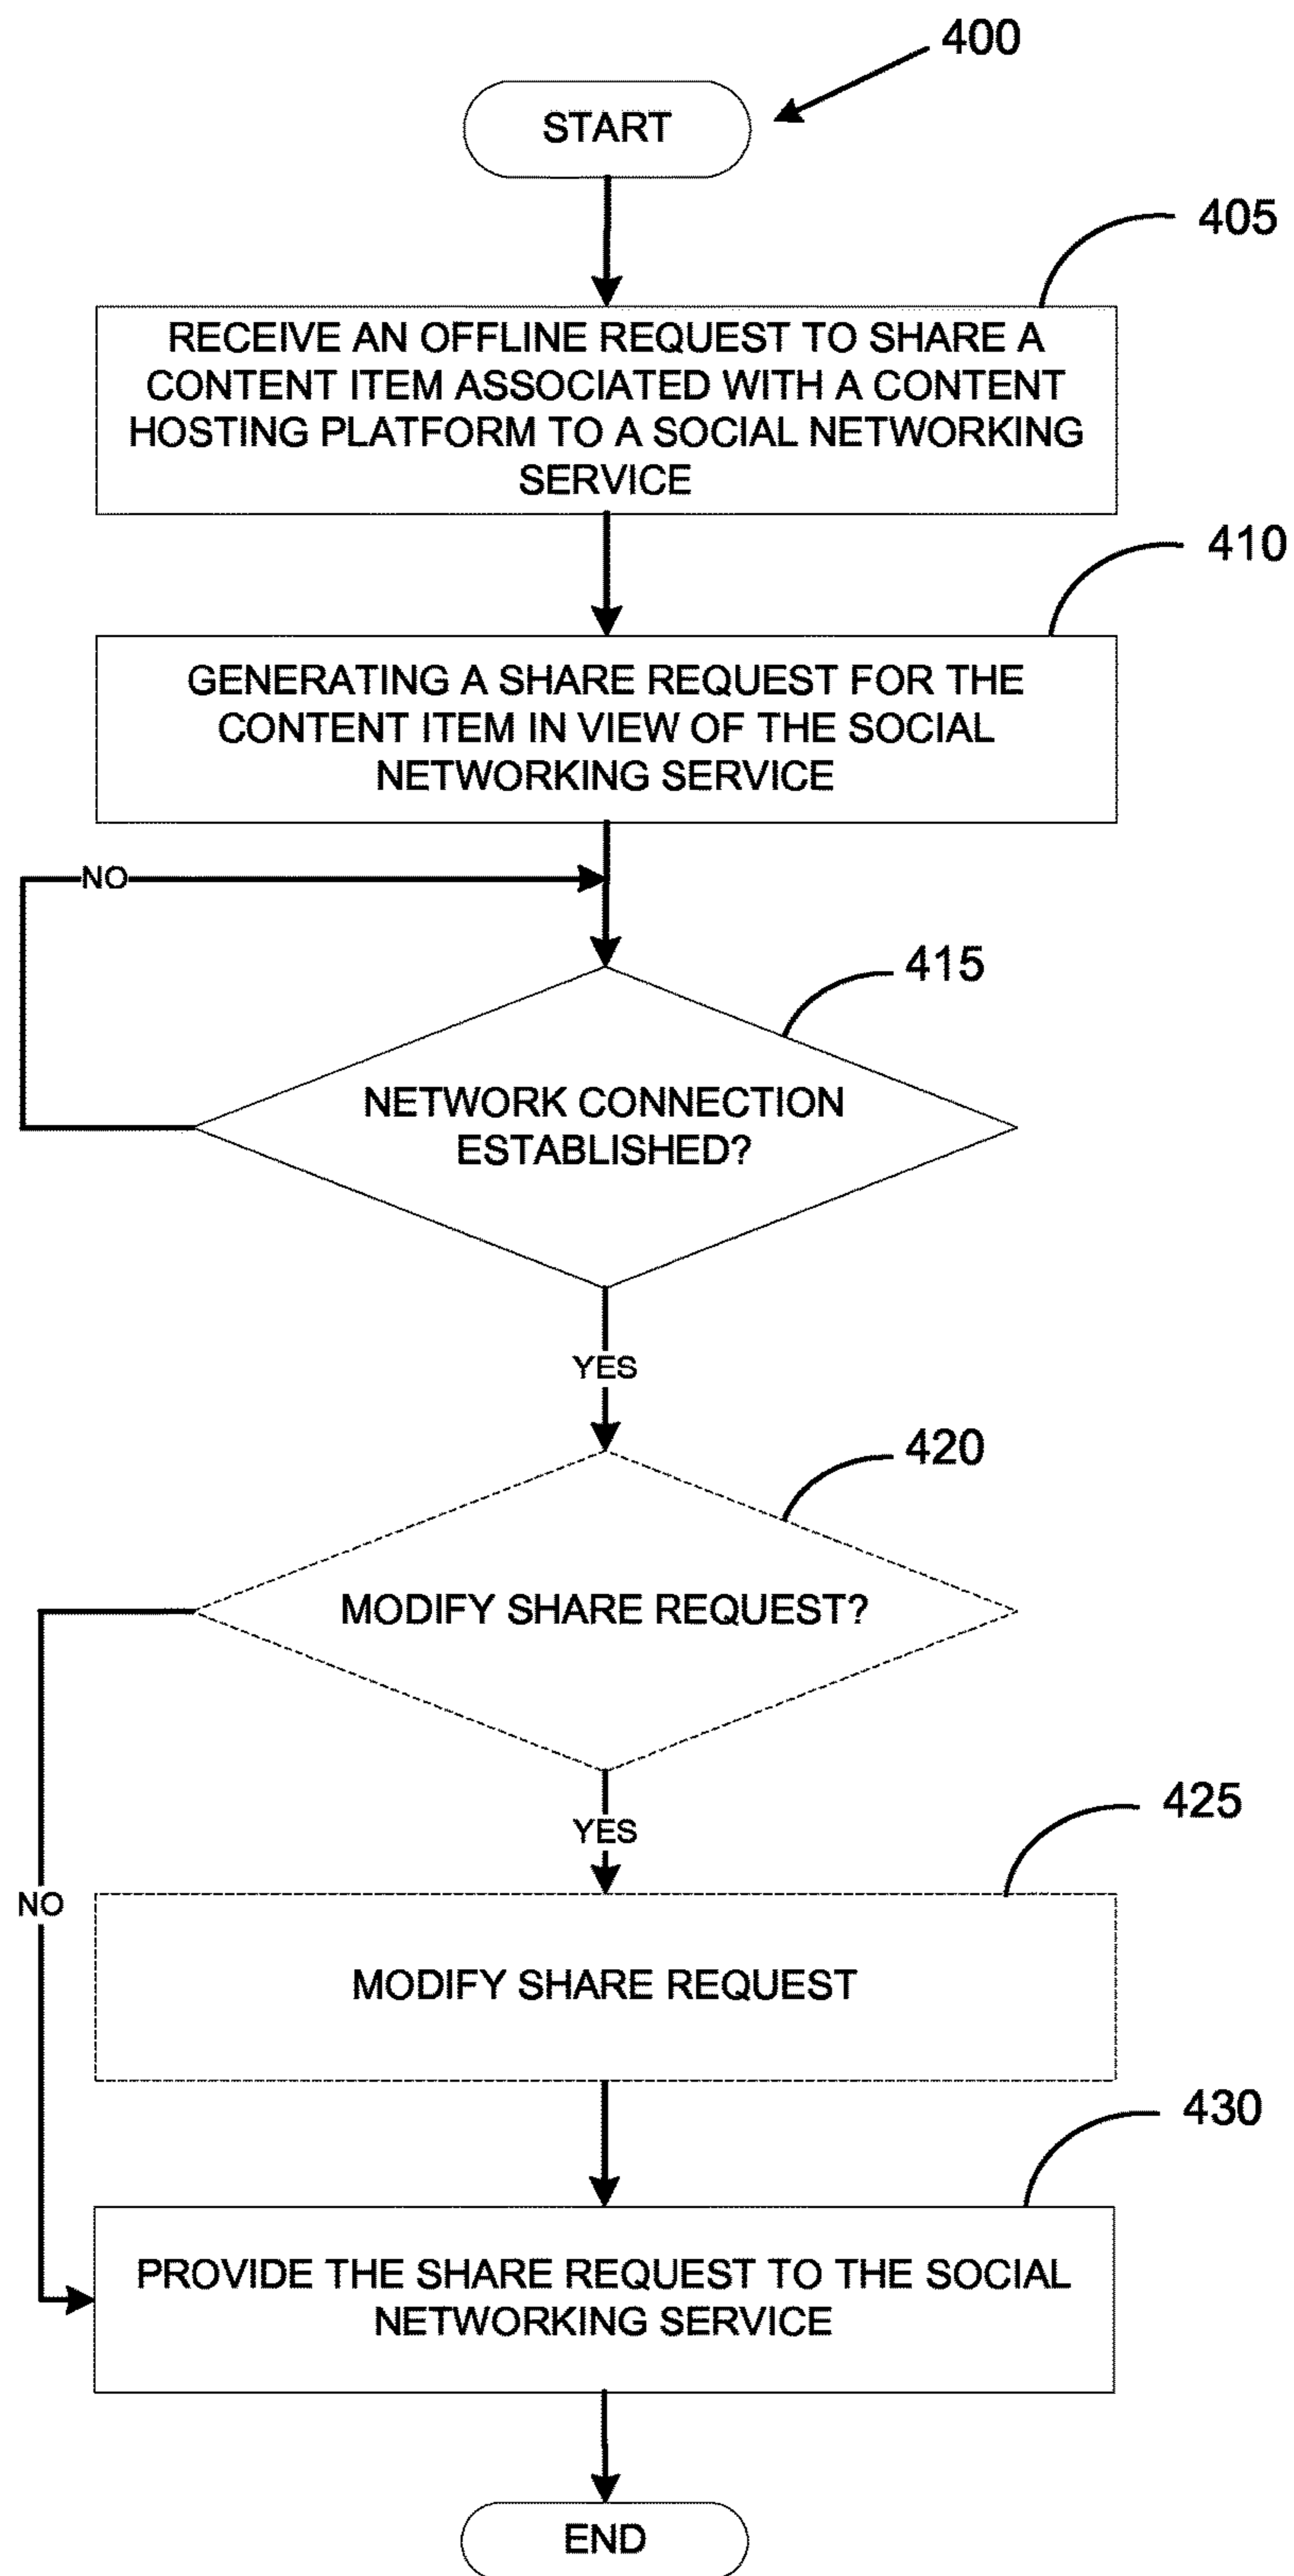 400
START
405
RECEIVE AN OFFLINE REQUEST TO SHARE A
CONTENT ITEM ASSOCIATED WITH A CONTENT
HOSTING PLATFORM TO A SOCIAL NETWORKING
SERVICE
410
GENERATING A SHARE REQUEST FOR THE
CONTENT ITEM IN VIEW OF THE SOCIAL
NETWORKING SERVICE
NO
415
NETWORK CONNECTION
ESTABLISHED?
YES
420
MODIFY SHARE REQUEST?
YES
425
NO
MODIFY SHARE REQUEST
430
PROVIDE THE SHARE REQUEST TO THE SOCIAL
NETWORKING SERVICE
END